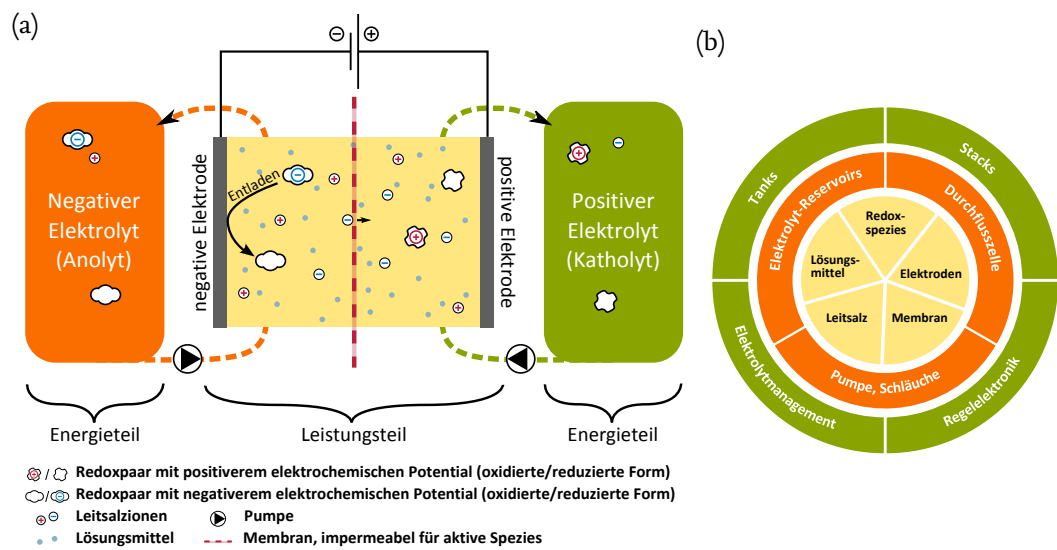 (a)
⊖ ⊕
Negativer
Elektrolyt
(Anolyt)
negative Elektrode
Entladen
positive Elektrode
Positiver
Elektrolyt
(Katholyt)
Energieteil
Leistungsteil
Energieteil
/ Redoxpaar mit positiverem elektrochemischen Potential (oxidierte/reduzierte Form)
/ Redoxpaar mit negativerem elektrochemischen Potential (oxidierte/reduzierte Form)
Leitsalzionen
Pumpe
Lösungsmittel
Membran, impermeabel für aktive Spezies
(b)
Tanks
Stacks
Elektrolytmanagement
Regelelektronik
Elektrolyt-Reservoirs
Durchflusszelle
Pumpe, Schläuche
Redox-
spezies
Lösungs-
mittel
Elektroden
Leitsalz
Membran